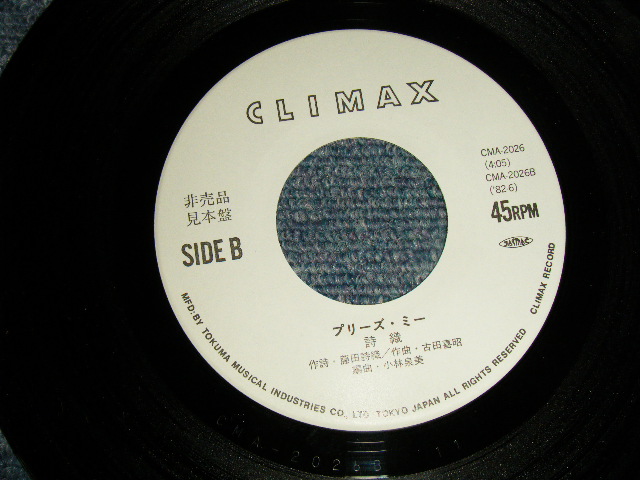 CLIMAX
非売品
見本盤
SIDE B
CMA-2026
(4:05)
CMA-2026B
('82·6)
45RPM
プリーズ・ミー
詩織
作詩・藤田詩織/作曲・古田喜昭
編曲・小林泉美
MFD:BY TOKUMA MUSICAL INDUSTRIES CO., LTD TOKYO JAPAN ALL RIGHTS RESERVED CLIMAX RECORD